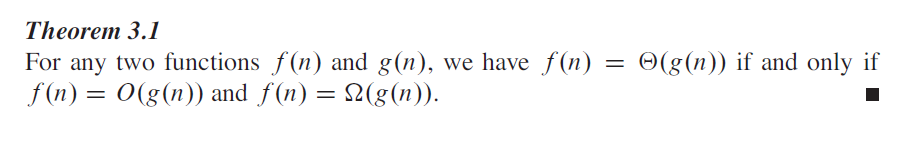 Theorem 3.1
For any two functions f(n) and g(n), we have f(n) = Θ(g(n)) if and only if
f(n) = O(g(n)) and f(n) = Ω(g(n)). ■